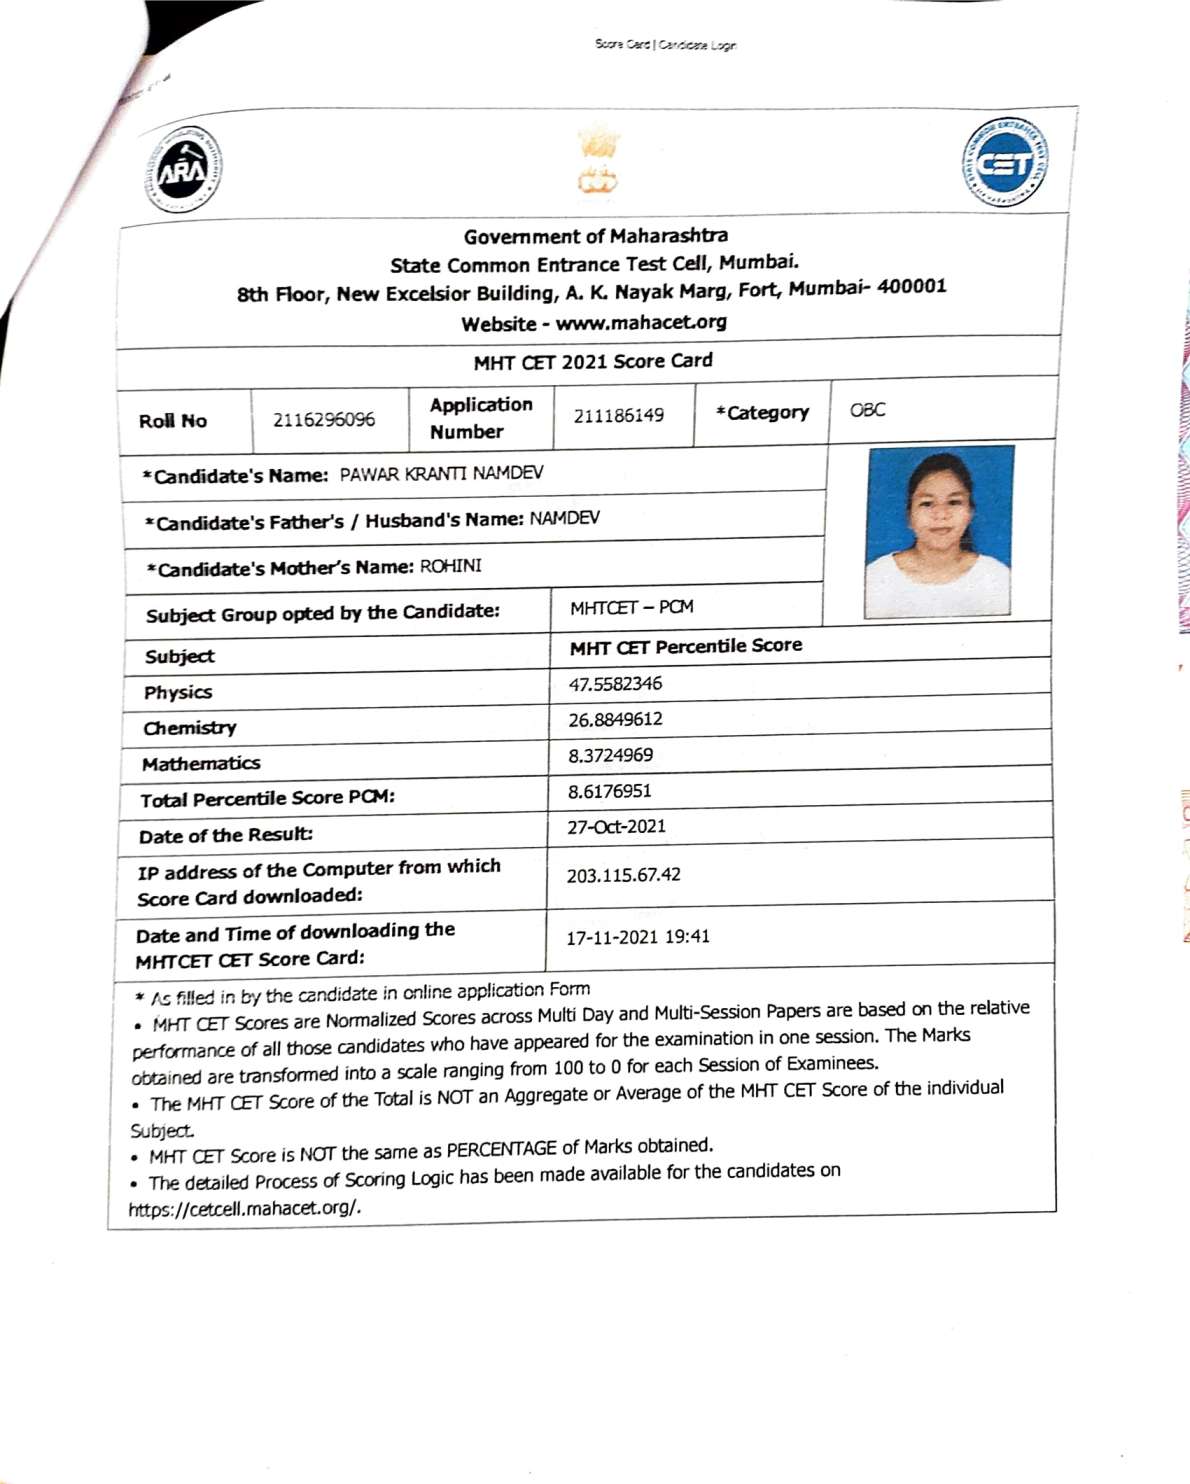 Score Card | Candidate Login
ARA
STATE COMMON ENTRANCE TEST CELL
CET
MAHARASHTRA
Government of Maharashtra
State Common Entrance Test Cell, Mumbai.
8th Floor, New Excelsior Building, A. K. Nayak Marg, Fort, Mumbai- 400001
Website - www.mahacet.org
MHT CET 2021 Score Card
Roll No 2116296096 Application Number 211186149 *Category OBC
*Candidate's Name: PAWAR KRANTI NAMDEV
*Candidate's Father's / Husband's Name: NAMDEV
*Candidate's Mother's Name: ROHINI
Subject Group opted by the Candidate: MHTCET – PCM
Subject MHT CET Percentile Score
Physics 47.5582346
Chemistry 26.8849612
Mathematics 8.3724969
Total Percentile Score PCM: 8.6176951
Date of the Result: 27-Oct-2021
IP address of the Computer from which
Score Card downloaded: 203.115.67.42
Date and Time of downloading the
MHTCET CET Score Card: 17-11-2021 19:41
* As filled in by the candidate in online application Form
• MHT CET Scores are Normalized Scores across Multi Day and Multi-Session Papers are based on the relative
performance of all those candidates who have appeared for the examination in one session. The Marks
obtained are transformed into a scale ranging from 100 to 0 for each Session of Examinees.
• The MHT CET Score of the Total is NOT an Aggregate or Average of the MHT CET Score of the individual
Subject.
• MHT CET Score is NOT the same as PERCENTAGE of Marks obtained.
• The detailed Process of Scoring Logic has been made available for the candidates on
https://cetcell.mahacet.org/.